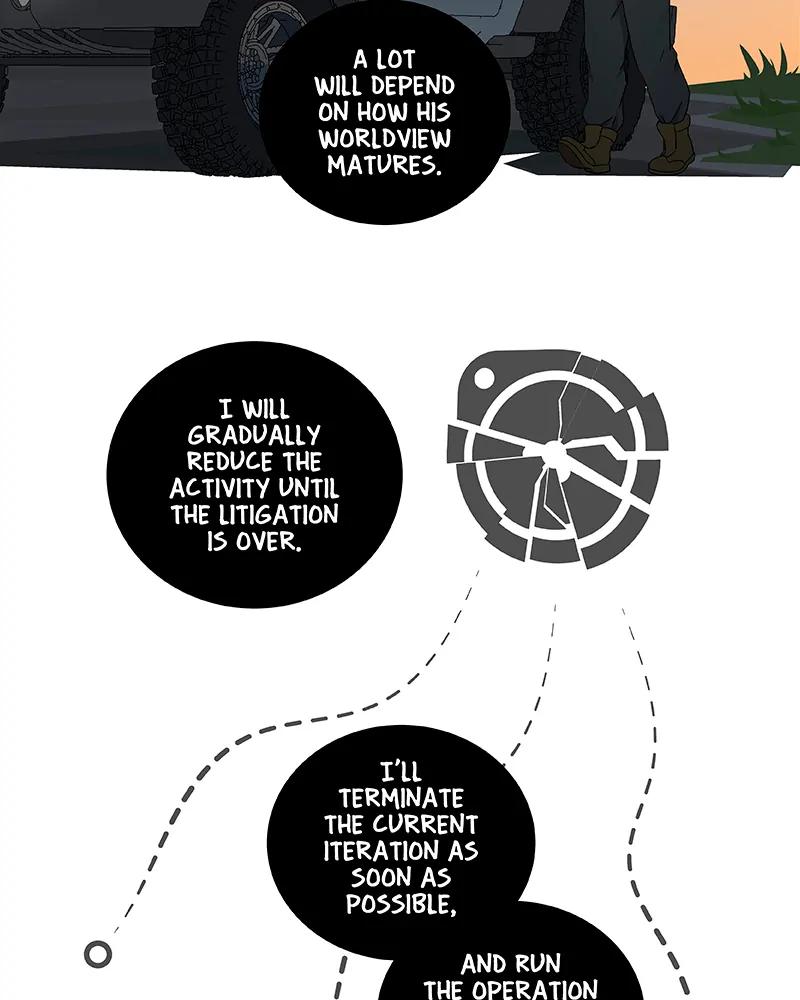 A LOT
WILL DEPEND
ON HOW HIS
WORLDVIEW
MATURES.
I WILL
GRADUALLY
REDUCE THE
ACTIVITY UNTIL
THE LITIGATION
IS OVER.
I'LL
TERMINATE
THE CURRENT
ITERATION AS
SOON AS
POSSIBLE,
AND RUN
THE OPERATION